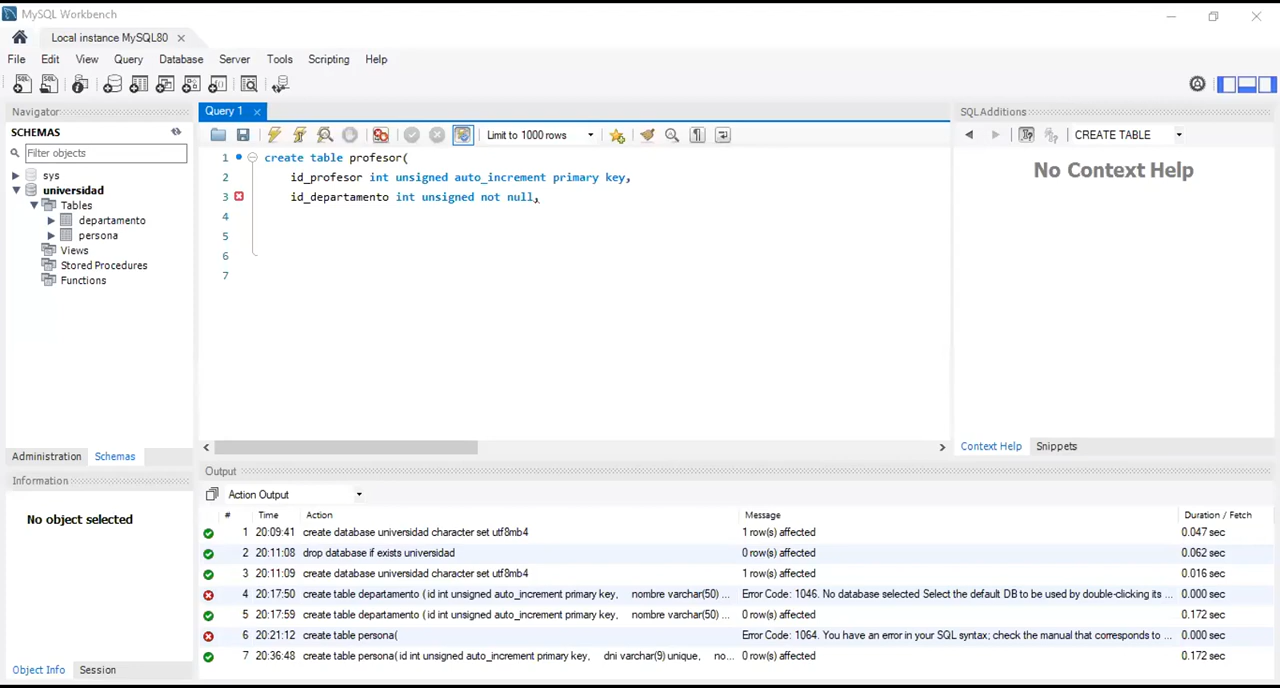 MySQL Workbench
Local instance MySQL80
File Edit View Query Database Server Tools Scripting Help
Navigator
SCHEMAS
Filter objects
sys
universidad
Tables
departamento
persona
Views
Stored Procedures
Functions
Administration Schemas
Information
No object selected
Object Info Session
Query 1
Limit to 1000 rows
1 create table profesor(
2 id_profesor int unsigned auto_increment primary key,
3 id_departamento int unsigned not null,
4
5
6
7
SQLAdditions
CREATE TABLE
No Context Help
Context Help Snippets
Output
Action Output
# Time Action Message Duration / Fetch
1 20:09:41 create database universidad character set utf8mb4 1 row(s) affected 0.047 sec
2 20:11:08 drop database if exists universidad 0 row(s) affected 0.062 sec
3 20:11:09 create database universidad character set utf8mb4 1 row(s) affected 0.016 sec
4 20:17:50 create table departamento ( id int unsigned auto_increment primary key, nombre varchar(50) ... Error Code: 1046. No database selected Select the default DB to be used by double-clicking its ... 0.000 sec
5 20:17:59 create table departamento ( id int unsigned auto_increment primary key, nombre varchar(50) ... 0 row(s) affected 0.172 sec
6 20:21:12 create table persona( Error Code: 1064. You have an error in your SQL syntax; check the manual that corresponds to ... 0.000 sec
7 20:36:48 create table persona( id int unsigned auto_increment primary key, dni varchar(9) unique, no... 0 row(s) affected 0.172 sec